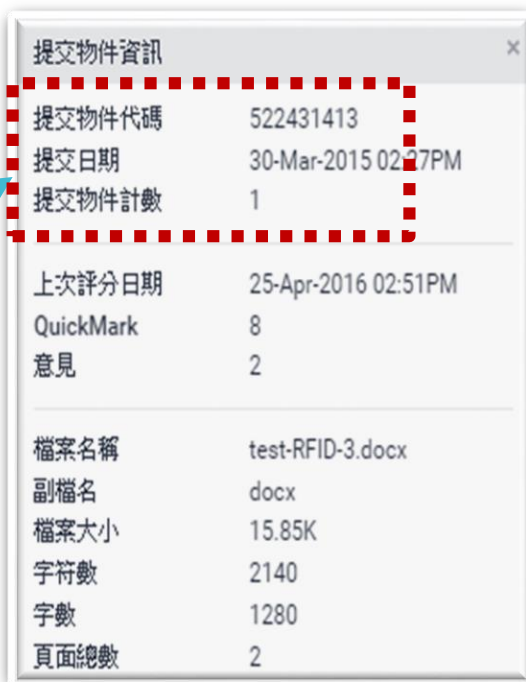 提交物件資訊 ×
提交物件代碼 522431413
提交日期 30-Mar-2015 02:27PM
提交物件計數 1
上次評分日期 25-Apr-2016 02:51PM
QuickMark 8
意見 2
檔案名稱 test-RFID-3.docx
副檔名 docx
檔案大小 15.85K
字符數 2140
字數 1280
頁面總數 2